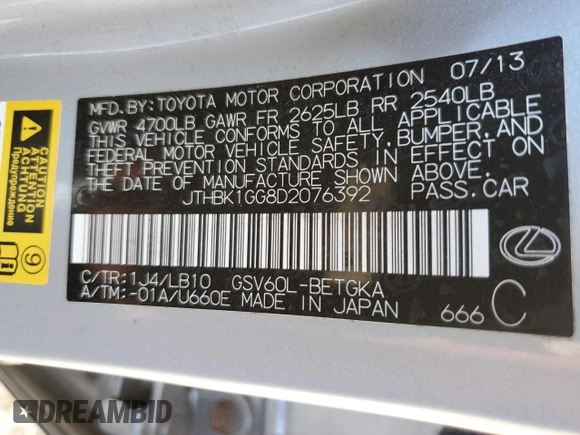 MFD.BY: TOYOTA MOTOR CORPORATION 07/13
GVWR 4700LB GAWR FR 2625LB RR 2540LB
THIS VEHICLE CONFORMS TO ALL APPLICABLE
FEDERAL MOTOR VEHICLE SAFETY, BUMPER, AND
THEFT PREVENTION STANDARDS IN EFFECT ON
THE DATE OF MANUFACTURE SHOWN ABOVE.
JTHBK1GG8D2076392 PASS.CAR
C/TR: 1J4/LB10 GSV60L-BETGKA
A/TM: -01A/U660E MADE IN JAPAN 666 C
CAUTION
ATTENTION
Предупреждение
9
DREAMBID